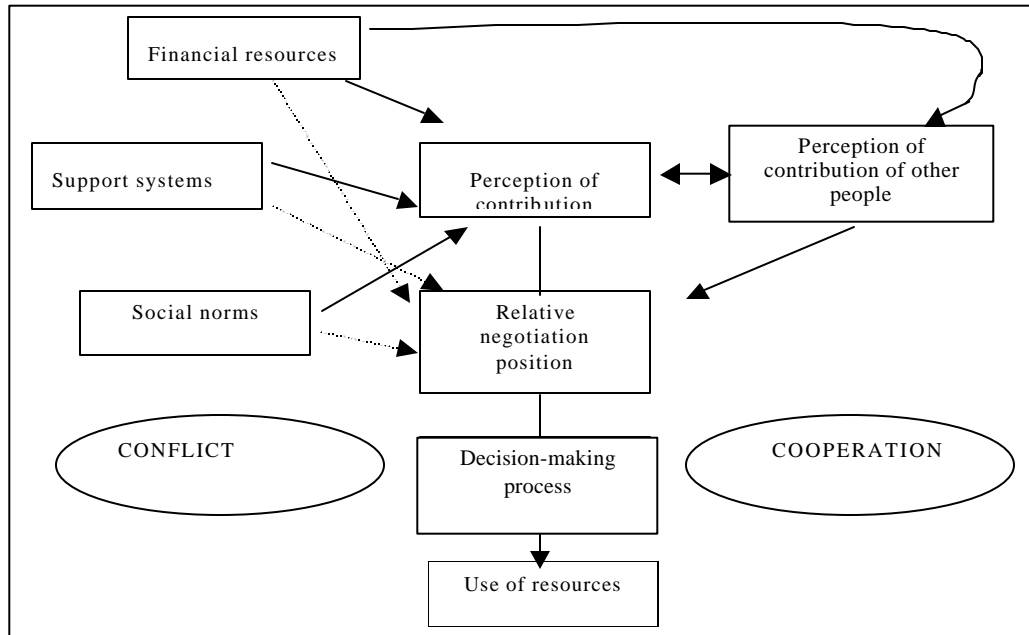 Financial resources
Support systems
Perception of
contribution
Perception of
contribution of other
people
Social norms
Relative
negotiation
position
CONFLICT
Decision-making
process
COOPERATION
Use of resources